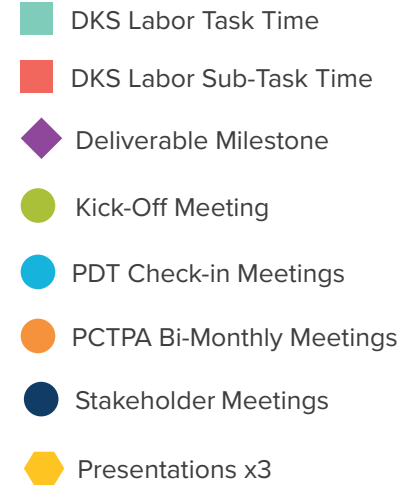 DKS Labor Task Time
DKS Labor Sub-Task Time
Deliverable Milestone
Kick-Off Meeting
PDT Check-in Meetings
PCTPA Bi-Monthly Meetings
Stakeholder Meetings
Presentations x3